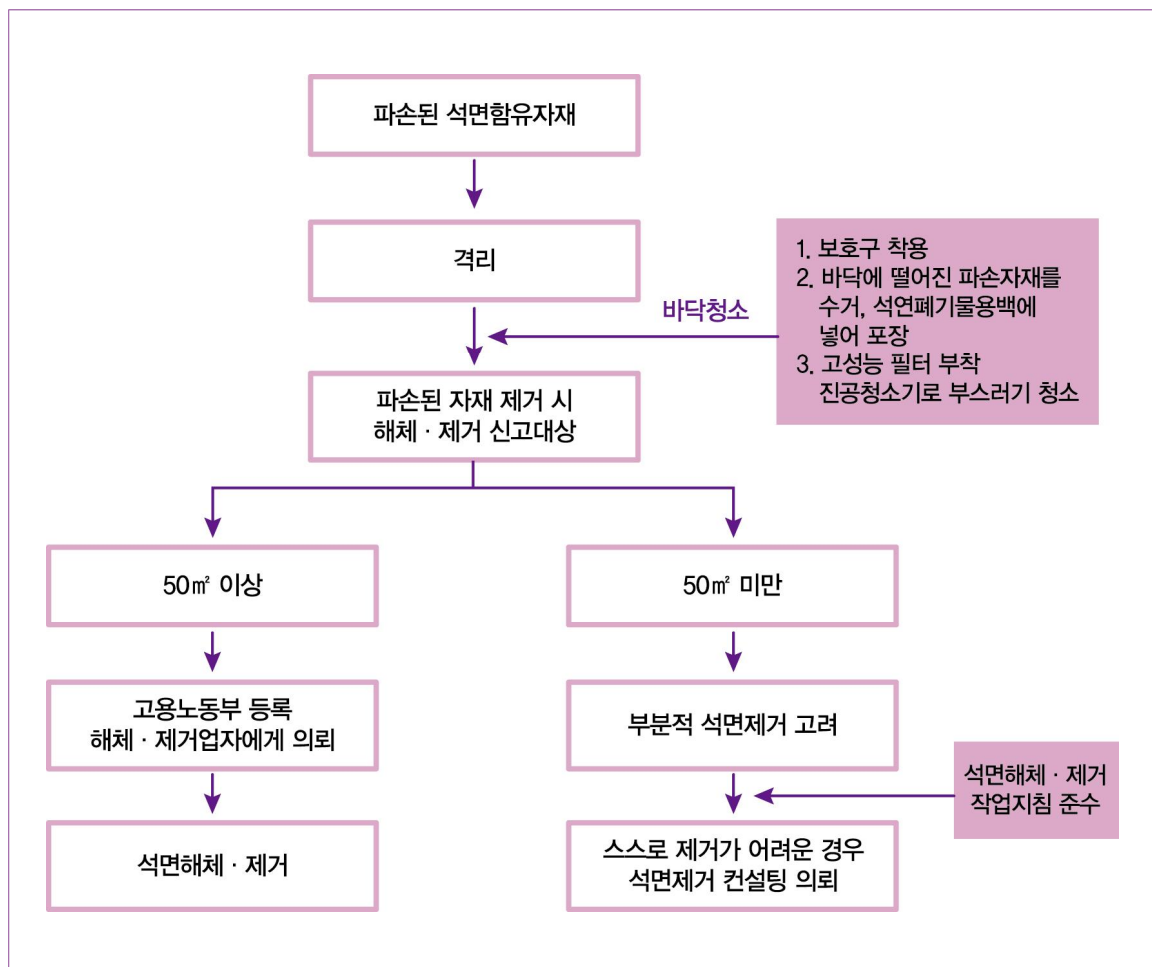 파손된 석면함유자재
격리
바닥청소
1. 보호구 착용
2. 바닥에 떨어진 파손자재를
수거, 석연폐기물용백에
넣어 포장
3. 고성능 필터 부착
진공청소기로 부스러기 청소
파손된 자재 제거 시
해체 · 제거 신고대상
50㎡ 이상
50㎡ 미만
고용노동부 등록
해체 · 제거업자에게 의뢰
부분적 석면제거 고려
석면해체 · 제거
작업지침 준수
석면해체 · 제거
스스로 제거가 어려운 경우
석면제거 컨설팅 의뢰